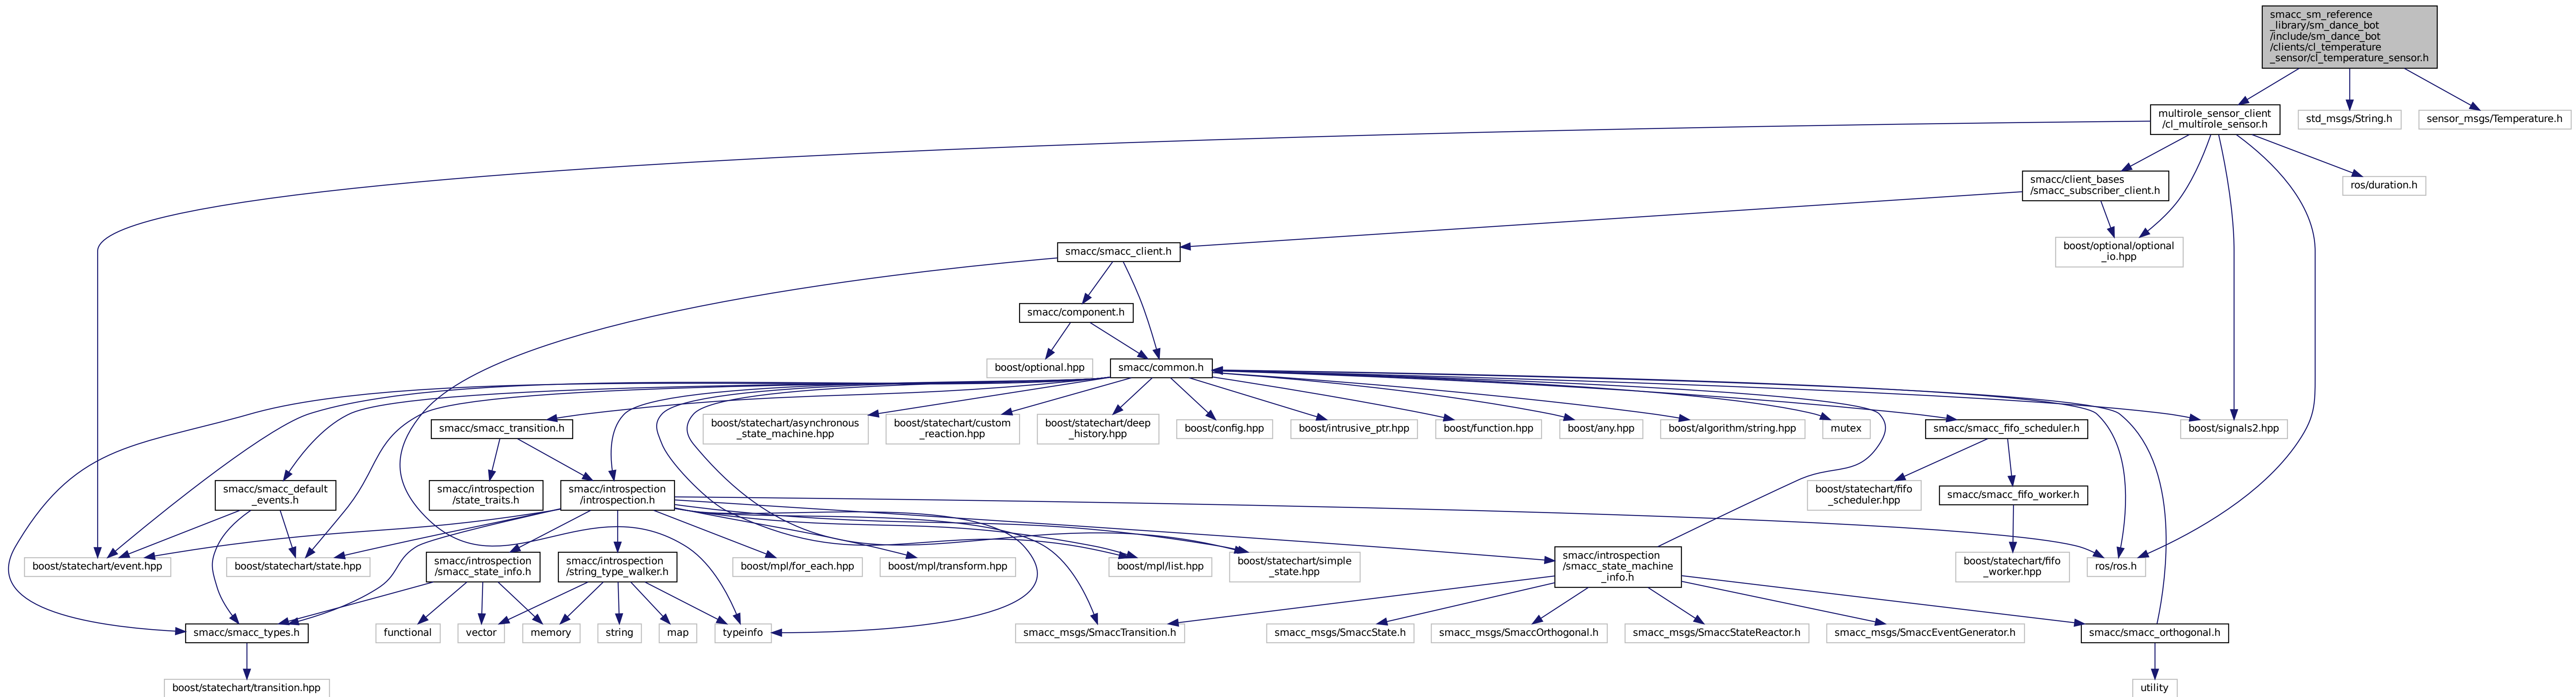 smacc_sm_reference
_library/sm_dance_bot
/include/sm_dance_bot
/clients/cl_temperature
_sensor/cl_temperature_sensor.h
multirole_sensor_client
/cl_multirole_sensor.h
std_msgs/String.h
sensor_msgs/Temperature.h
smacc/client_bases
/smacc_subscriber_client.h
ros/duration.h
smacc/smacc_client.h
boost/optional/optional
_io.hpp
smacc/component.h
boost/optional.hpp
smacc/common.h
smacc/smacc_transition.h
boost/statechart/asynchronous
_state_machine.hpp
boost/statechart/custom
_reaction.hpp
boost/statechart/deep
_history.hpp
boost/config.hpp
boost/intrusive_ptr.hpp
boost/function.hpp
boost/any.hpp
boost/algorithm/string.hpp
mutex
smacc/smacc_fifo_scheduler.h
boost/signals2.hpp
smacc/smacc_default
_events.h
smacc/introspection
/state_traits.h
smacc/introspection
/introspection.h
boost/statechart/fifo
_scheduler.hpp
smacc/smacc_fifo_worker.h
boost/statechart/event.hpp
boost/statechart/state.hpp
smacc/introspection
/smacc_state_info.h
smacc/introspection
/string_type_walker.h
boost/mpl/for_each.hpp
boost/mpl/transform.hpp
boost/mpl/list.hpp
boost/statechart/simple
_state.hpp
smacc/introspection
/smacc_state_machine
_info.h
boost/statechart/fifo
_worker.hpp
ros/ros.h
smacc/smacc_types.h
functional
vector
memory
string
map
typeinfo
smacc_msgs/SmaccTransition.h
smacc_msgs/SmaccState.h
smacc_msgs/SmaccOrthogonal.h
smacc_msgs/SmaccStateReactor.h
smacc_msgs/SmaccEventGenerator.h
smacc/smacc_orthogonal.h
boost/statechart/transition.hpp
utility